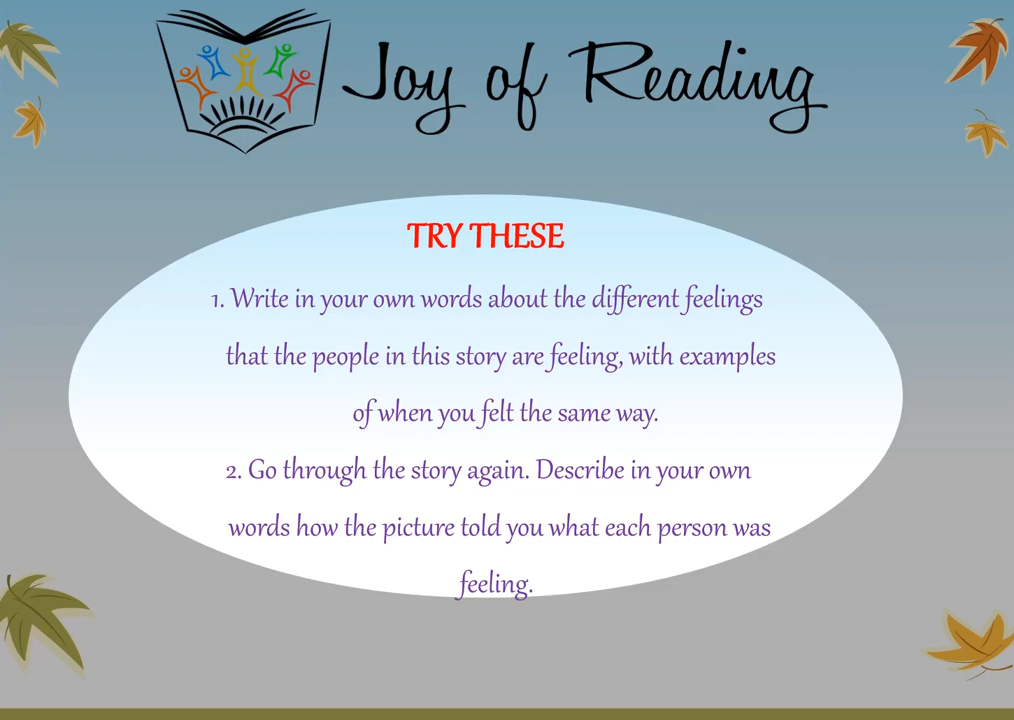 Joy of Reading
TRY THESE
1. Write in your own words about the different feelings
that the people in this story are feeling, with examples
of when you felt the same way.
2. Go through the story again. Describe in your own
words how the picture told you what each person was
feeling.